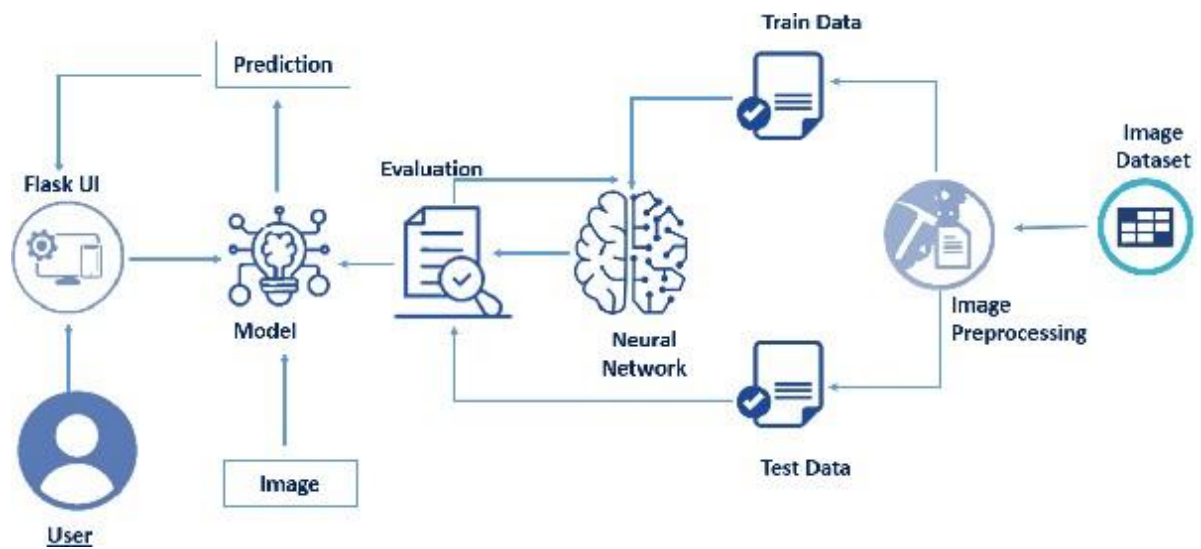 Train Data
Prediction
Image
Dataset
Evaluation
Flask UI
Image
Preprocessing
Model
Neural
Network
Test Data
Image
User